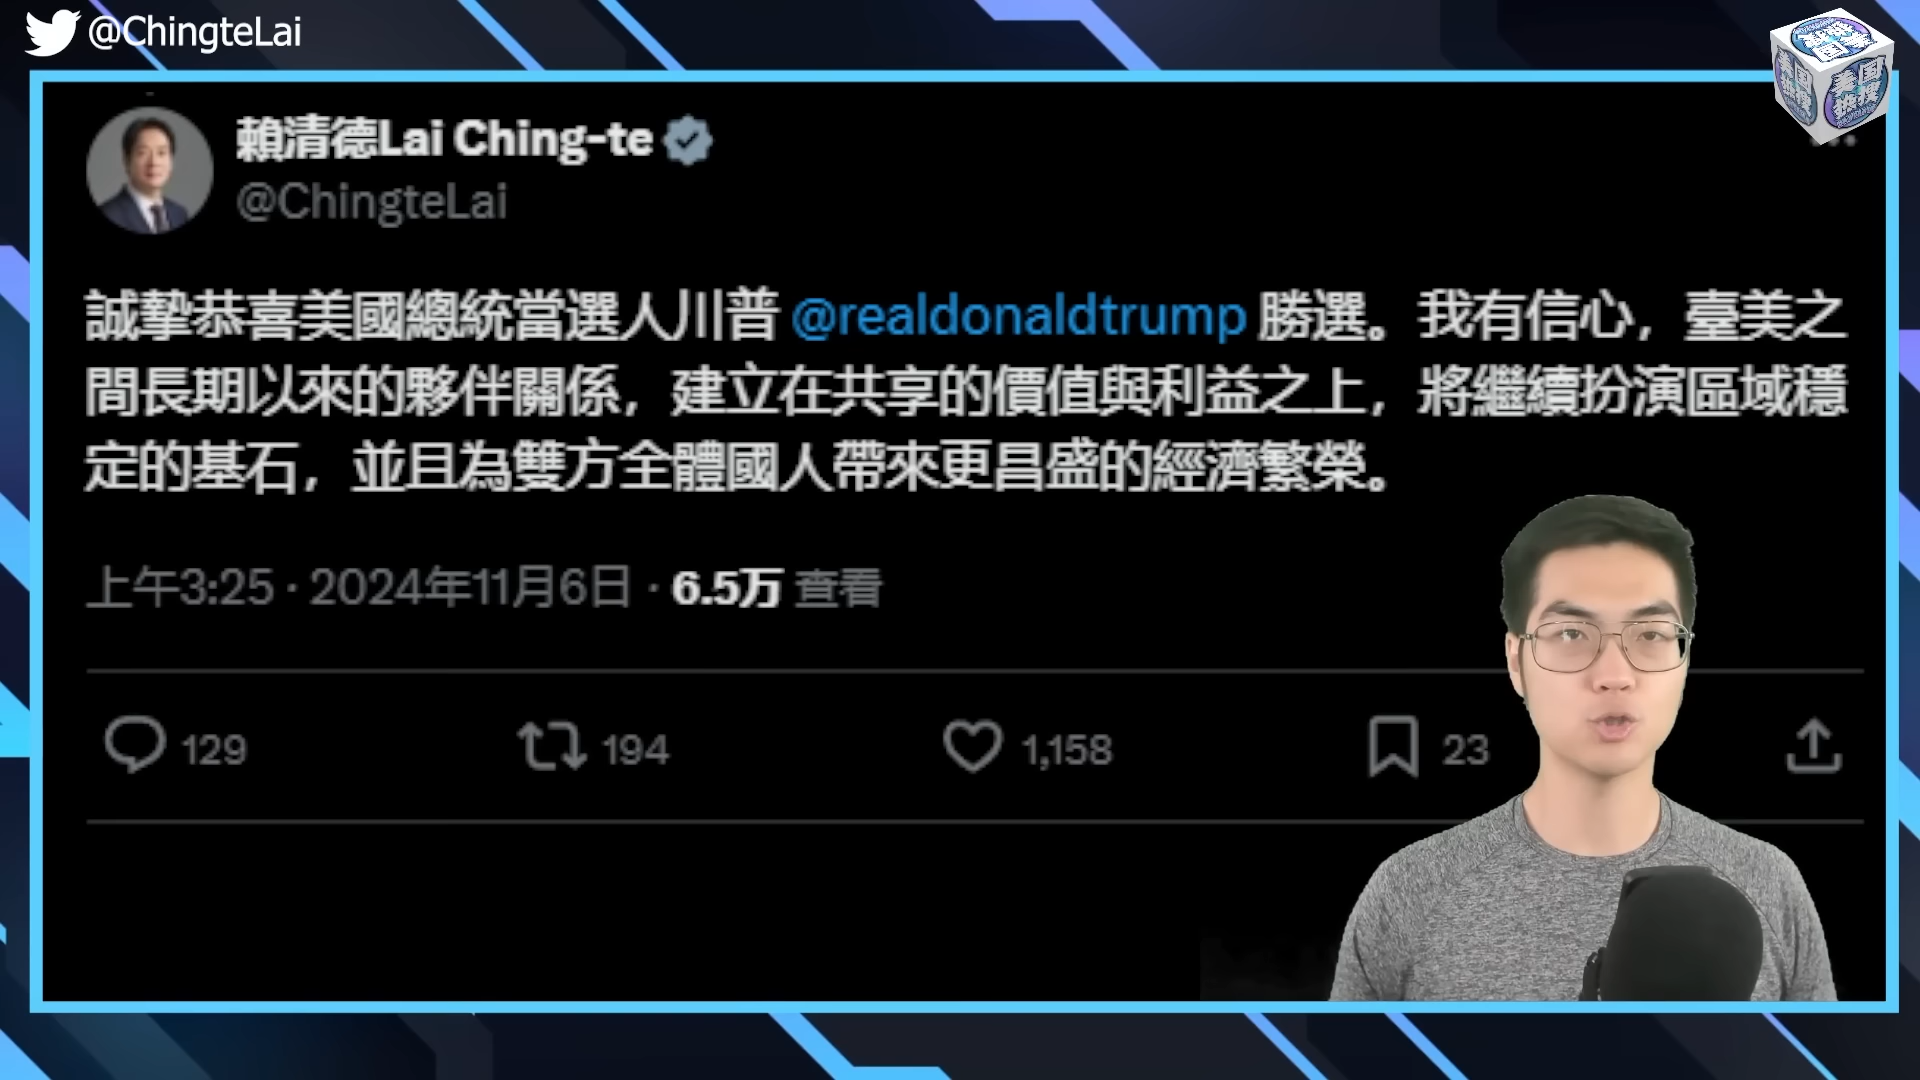 @ChingteLai
美国热搜
賴清德Lai Ching-te
@ChingteLai
誠摯恭喜美國總統當選人川普 @realdonaldtrump 勝選。我有信心，臺美之
間長期以來的夥伴關係，建立在共享的價值與利益之上，將繼續扮演區域穩
定的基石，並且為雙方全體國人帶來更昌盛的經濟繁榮。
上午3:25 · 2024年11月6日 · 6.5万 查看
129 194 1,158 23